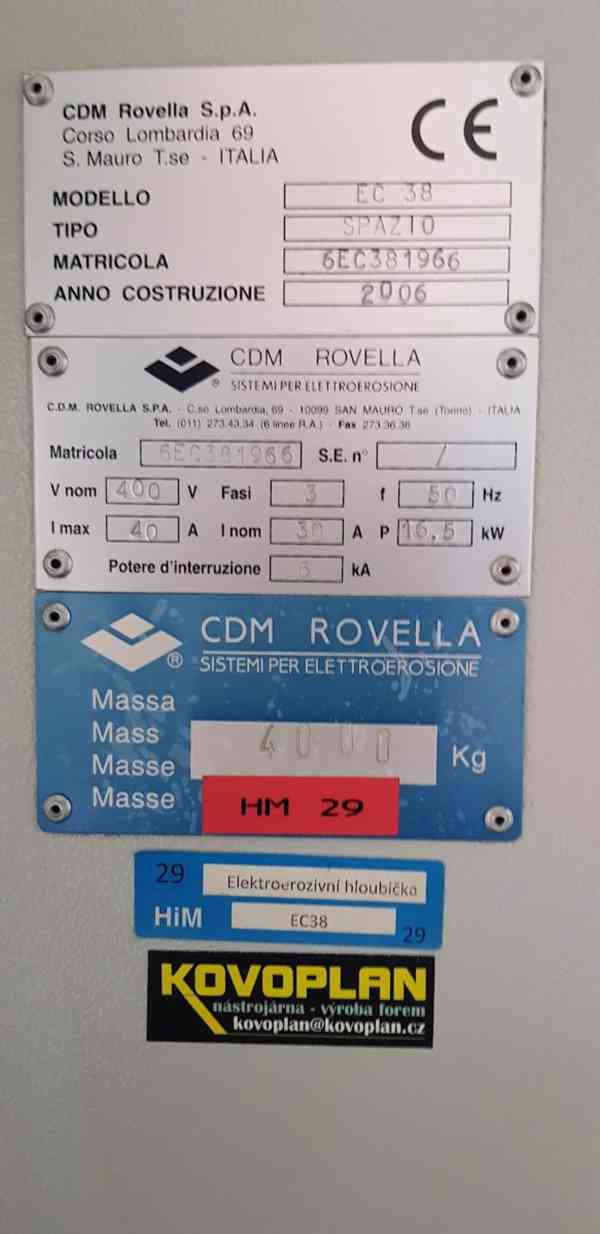 CDM Rovella S.p.A.
Corso Lombardia 69
S. Mauro T.se - ITALIA
CE
MODELLO EC 38
TIPO SPAZIO
MATRICOLA 6EC381966
ANNO COSTRUZIONE 2006
CDM ROVELLA
® SISTEMI PER ELETTROEROSIONE
C.D.M. ROVELLA S.P.A. - C.so Lombardia, 69 - 10099 SAN MAURO T.se (Torino) - ITALIA
Tel. (011) 273.43.34 (6 linee R.A.) - Fax 273.36.36
Matricola 6EC381966 S.E. n° /
V nom 400 V Fasi 3 f 50 Hz
I max 40 A I nom 30 A P 16.5 kW
Potere d'interruzione kA
CDM ROVELLA
® SISTEMI PER ELETTROEROSIONE
Massa
Mass
Masse
Masse
4000 Kg
HM 29
29 Elektroerozivní hloubička
HiM EC38 29
KOVOPLAN
nástrojárna - výroba forem
kovoplan@kovoplan.cz